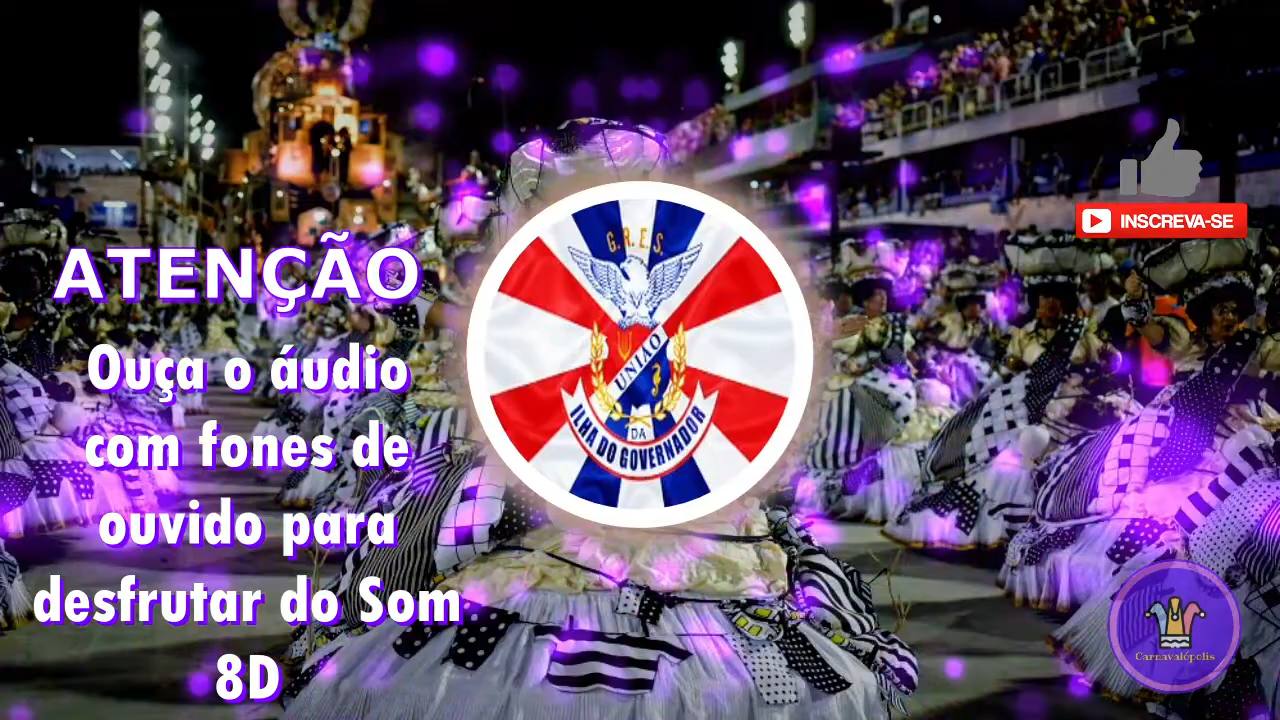 ATENÇÃO
Ouça o áudio
com fones de
ouvido para
desfrutar do Som
8D
G.R.E.S.
UNIÃO
DA
ILHA DO GOVERNADOR
INSCREVA-SE
Carnavalópolis